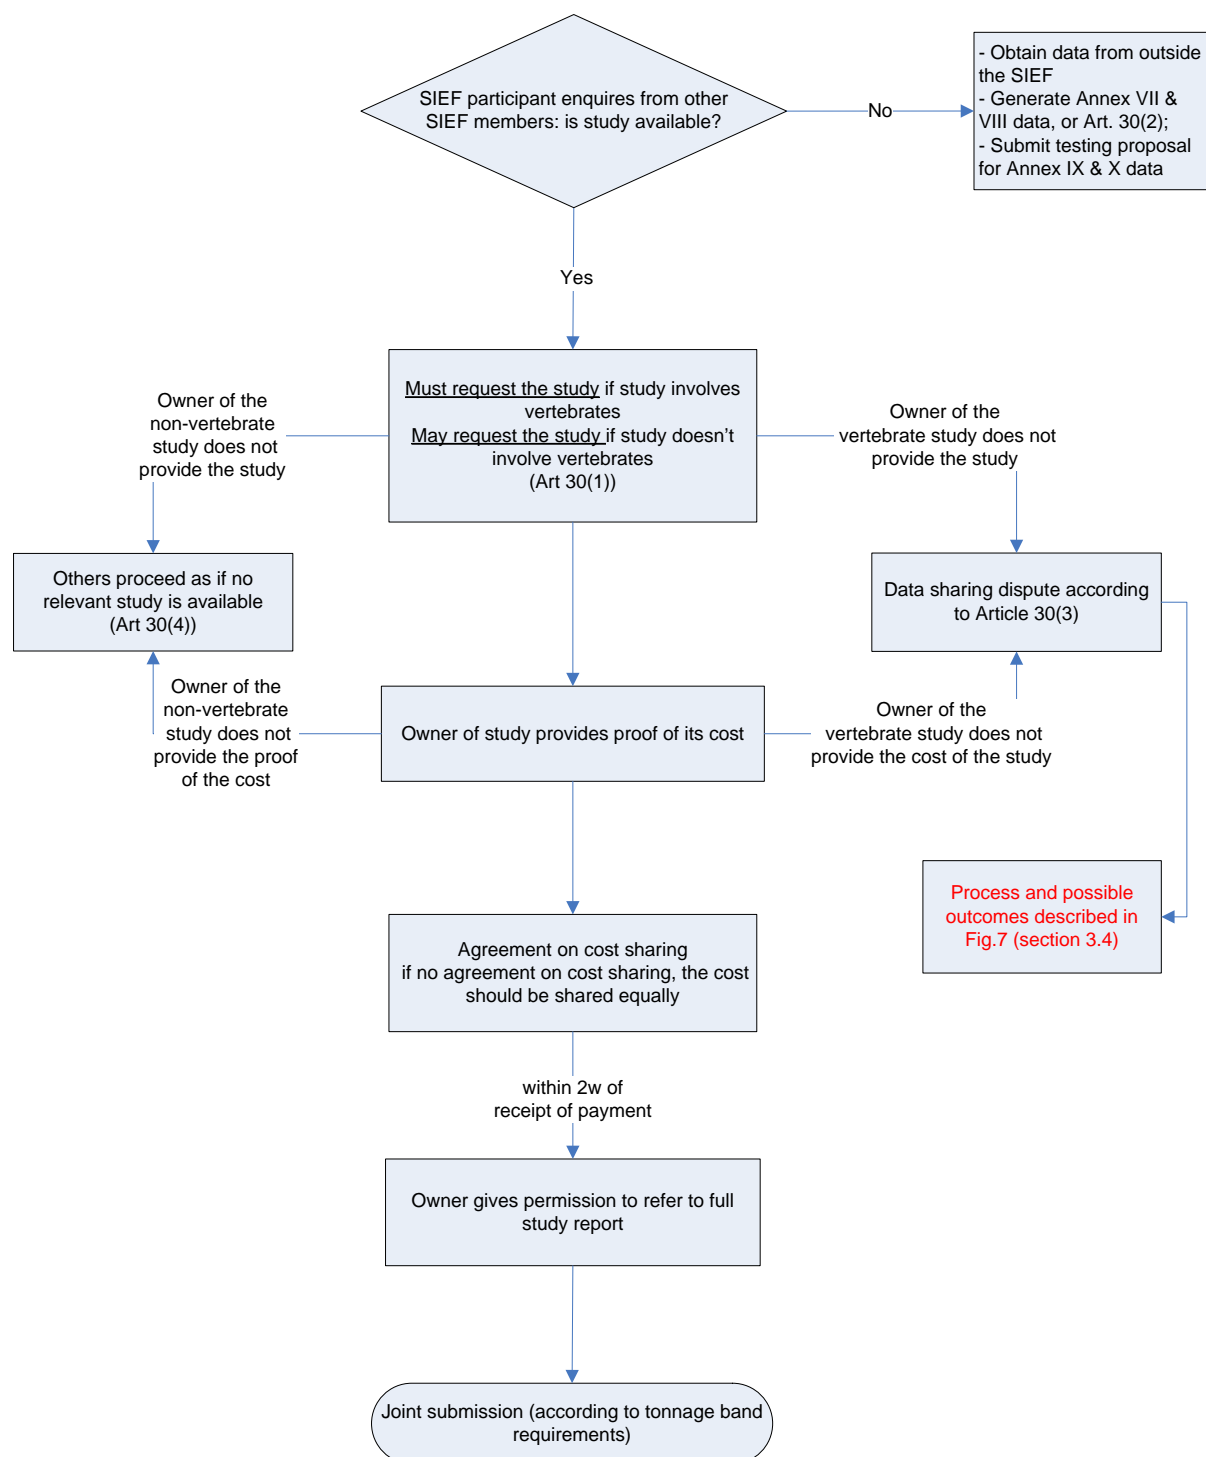 SIEF participant enquires from other
SIEF members: is study available?
No
- Obtain data from outside
the SIEF
- Generate Annex VII &
VIII data, or Art. 30(2);
- Submit testing proposal
for Annex IX & X data
Yes
Must request the study if study involves
vertebrates
May request the study if study doesn't
involve vertebrates
(Art 30(1))
Owner of the
non-vertebrate
study does not
provide the study
Owner of the
vertebrate study does not
provide the study
Others proceed as if no
relevant study is available
(Art 30(4))
Data sharing dispute according
to Article 30(3)
Owner of the
non-vertebrate
study does not
provide the proof
of the cost
Owner of study provides proof of its cost
Owner of the
vertebrate study does not
provide the cost of the study
Process and possible
outcomes described in
Fig.7 (section 3.4)
Agreement on cost sharing
if no agreement on cost sharing, the cost
should be shared equally
within 2w of
receipt of payment
Owner gives permission to refer to full
study report
Joint submission (according to tonnage band
requirements)